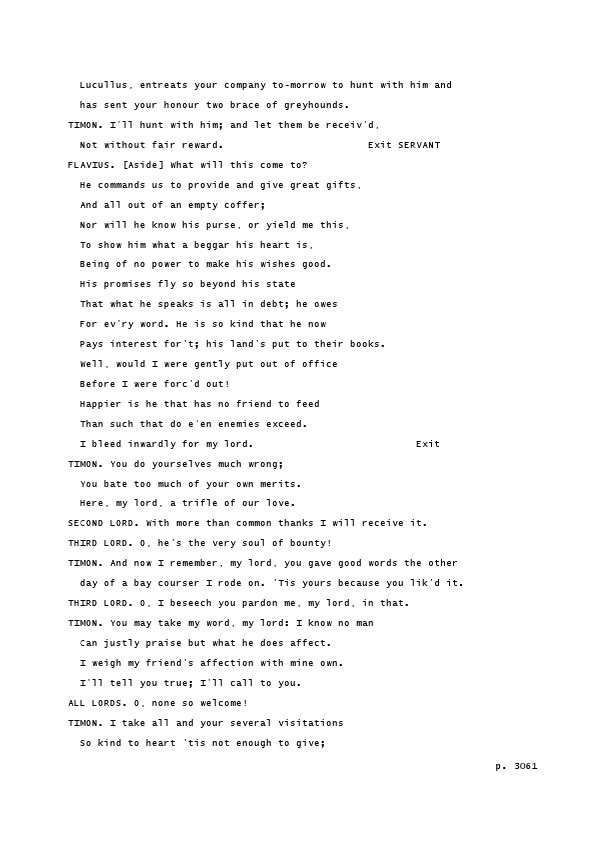 Lucullus, entreats your company to-morrow to hunt with him and
has sent your honour two brace of greyhounds.
TIMON. I'll hunt with him; and let them be receiv'd,
Not without fair reward. Exit SERVANT
FLAVIUS. [Aside] What will this come to?
He commands us to provide and give great gifts,
And all out of an empty coffer;
Nor will he know his purse, or yield me this,
To show him what a beggar his heart is,
Being of no power to make his wishes good.
His promises fly so beyond his state
That what he speaks is all in debt; he owes
For ev'ry word. He is so kind that he now
Pays interest for't; his land's put to their books.
Well, would I were gently put out of office
Before I were forc'd out!
Happier is he that has no friend to feed
Than such that do e'en enemies exceed.
I bleed inwardly for my lord. Exit
TIMON. You do yourselves much wrong;
You bate too much of your own merits.
Here, my lord, a trifle of our love.
SECOND LORD. With more than common thanks I will receive it.
THIRD LORD. O, he's the very soul of bounty!
TIMON. And now I remember, my lord, you gave good words the other
day of a bay courser I rode on. 'Tis yours because you lik'd it.
THIRD LORD. O, I beseech you pardon me, my lord, in that.
TIMON. You may take my word, my lord: I know no man
Can justly praise but what he does affect.
I weigh my friend's affection with mine own.
I'll tell you true; I'll call to you.
ALL LORDS. O, none so welcome!
TIMON. I take all and your several visitations
So kind to heart 'tis not enough to give;
p. 3061